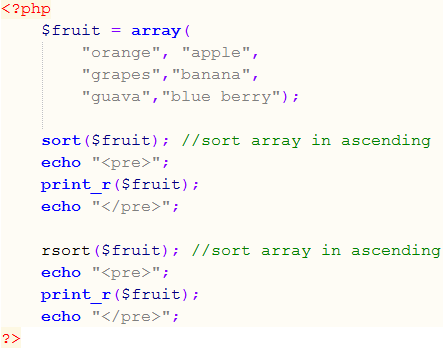 <?php
$fruit = array(
"orange", "apple",
"grapes","banana",
"guava","blue berry");
sort($fruit); //sort array in ascending
echo "<pre>";
print_r($fruit);
echo "</pre>";
rsort($fruit); //sort array in ascending
echo "<pre>";
print_r($fruit);
echo "</pre>";
?>